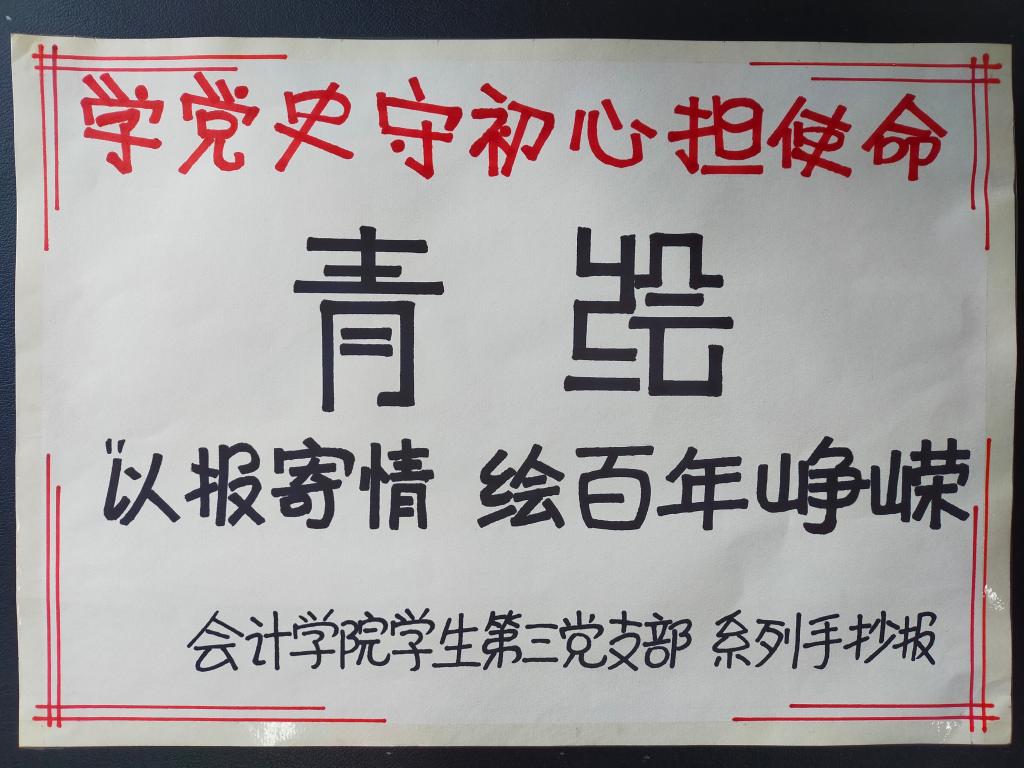 学党史守初心担使命
青 绘
“以报寄情 绘百年峥嵘
会计学院学生第三党支部 系列手抄报